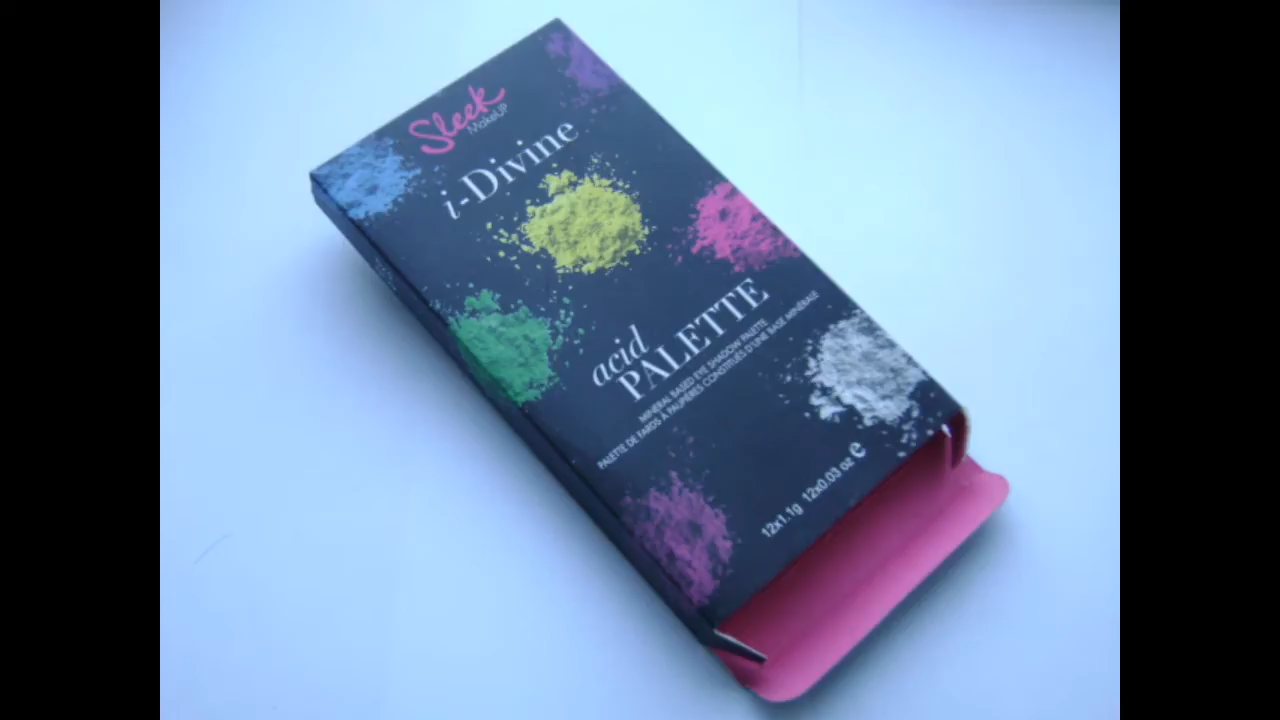 Sleek
MakeUP
i-Divine
acid
PALETTE
MINERAL BASED EYE SHADOW PALETTE
PALETTE DE FARDS À PAUPIÈRES CONSTITUÉS D'UNE BASE MINÉRALE
12x1.1g 12x0.03 oz e